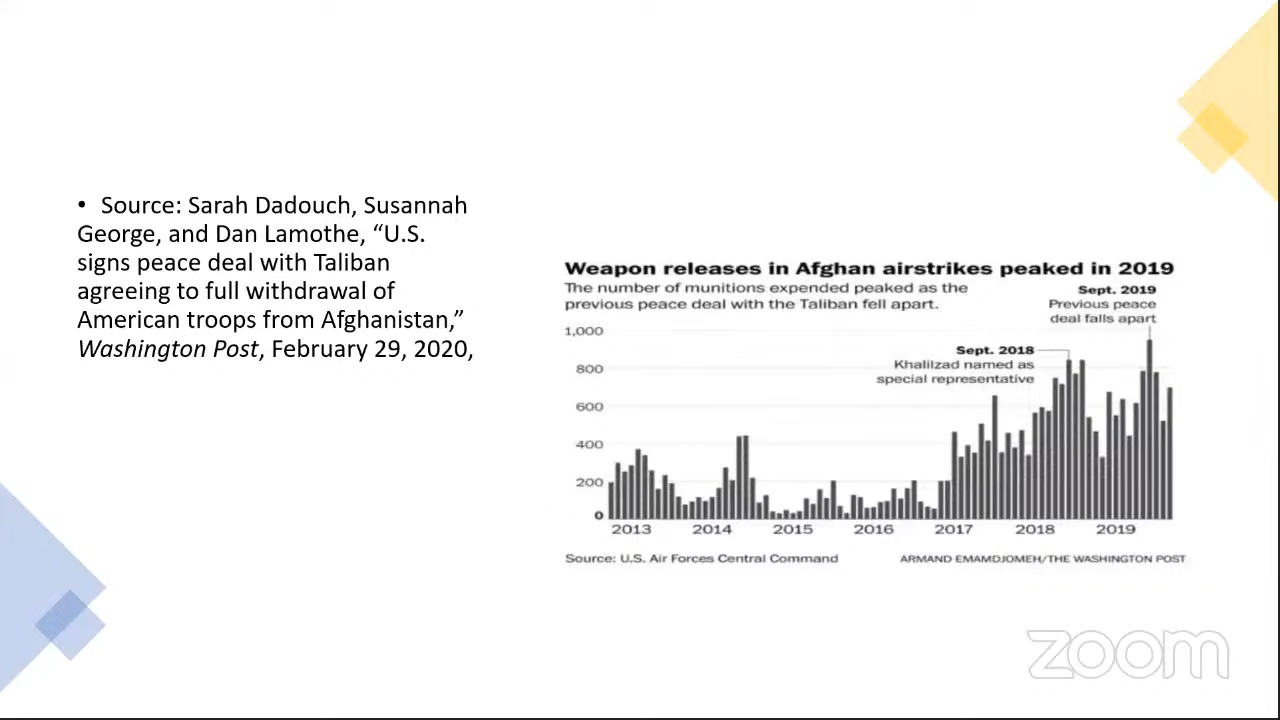 • Source: Sarah Dadouch, Susannah
George, and Dan Lamothe, “U.S.
signs peace deal with Taliban
agreeing to full withdrawal of
American troops from Afghanistan,”
Washington Post, February 29, 2020,
Weapon releases in Afghan airstrikes peaked in 2019
The number of munitions expended peaked as the
previous peace deal with the Taliban fell apart.
Sept. 2019
Previous peace
deal falls apart
Sept. 2018
Khalilzad named as
special representative
1,000
800
600
400
200
0
2013 2014 2015 2016 2017 2018 2019
Source: U.S. Air Forces Central Command
ARMAND EMAMDJOMEH/THE WASHINGTON POST
zoom